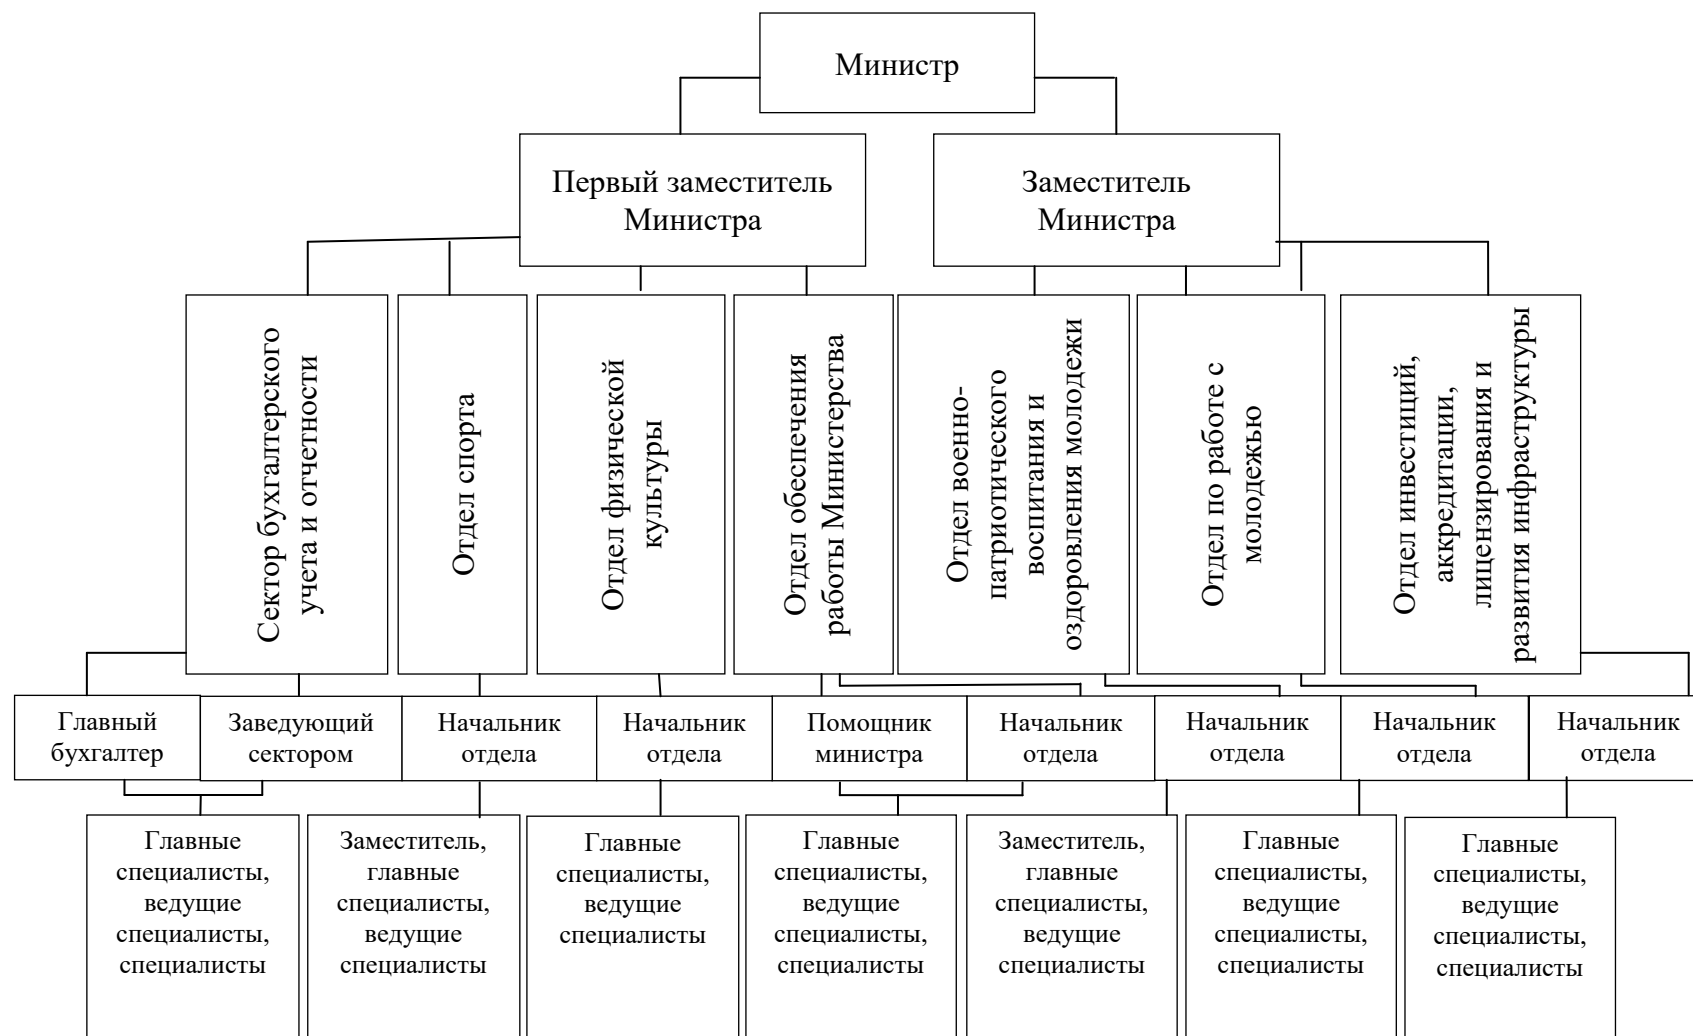 Министр
Первый заместитель
Министра
Заместитель
Министра
Сектор бухгалтерского
учета и отчетности
Отдел спорта
Отдел физической
культуры
Отдел обеспечения
работы Министерства
Отдел военно-
патриотического
воспитания и
оздоровления молодежи
Отдел по работе с
молодежью
Отдел инвестиций,
аккредитации,
лицензирования и
развития инфраструктуры
Главный
бухгалтер
Заведующий
сектором
Начальник
отдела
Начальник
отдела
Помощник
министра
Начальник
отдела
Начальник
отдела
Начальник
отдела
Начальник
отдела
Главные
специалисты,
ведущие
специалисты,
специалисты
Заместитель,
главные
специалисты,
ведущие
специалисты
Главные
специалисты,
ведущие
специалисты
Главные
специалисты,
ведущие
специалисты,
специалисты
Заместитель,
главные
специалисты,
ведущие
специалисты
Главные
специалисты,
ведущие
специалисты,
специалисты
Главные
специалисты,
ведущие
специалисты,
специалисты